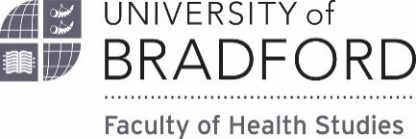 UNIVERSITY of
BRADFORD
Faculty of Health Studies